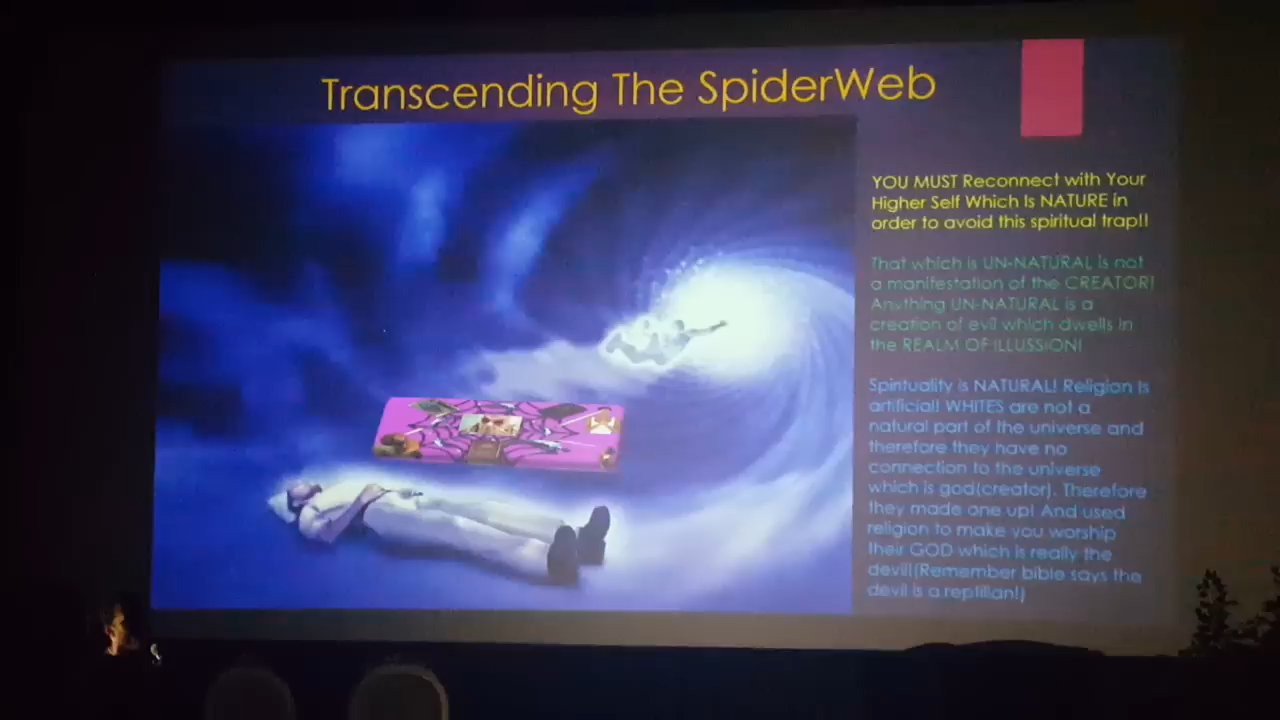 Transcending The SpiderWeb
YOU MUST Reconnect with Your
Higher Self Which Is NATURE in
order to avoid this spiritual trap!!
That which is UN-NATURAL is not
a manifestation of the CREATOR!
Anything UN-NATURAL is a
creation of evil which dwells in
the REALM OF ILLUSSION!
Spirituality is NATURAL! Religion is
artificial! WHITES are not a
natural part of the universe and
therefore they have no
connection to the universe
which is god(creator). Therefore
they made one up! And used
religion to make you worship
their GOD which is really the
devil!(Remember bible says the
devil is a reptilian!)